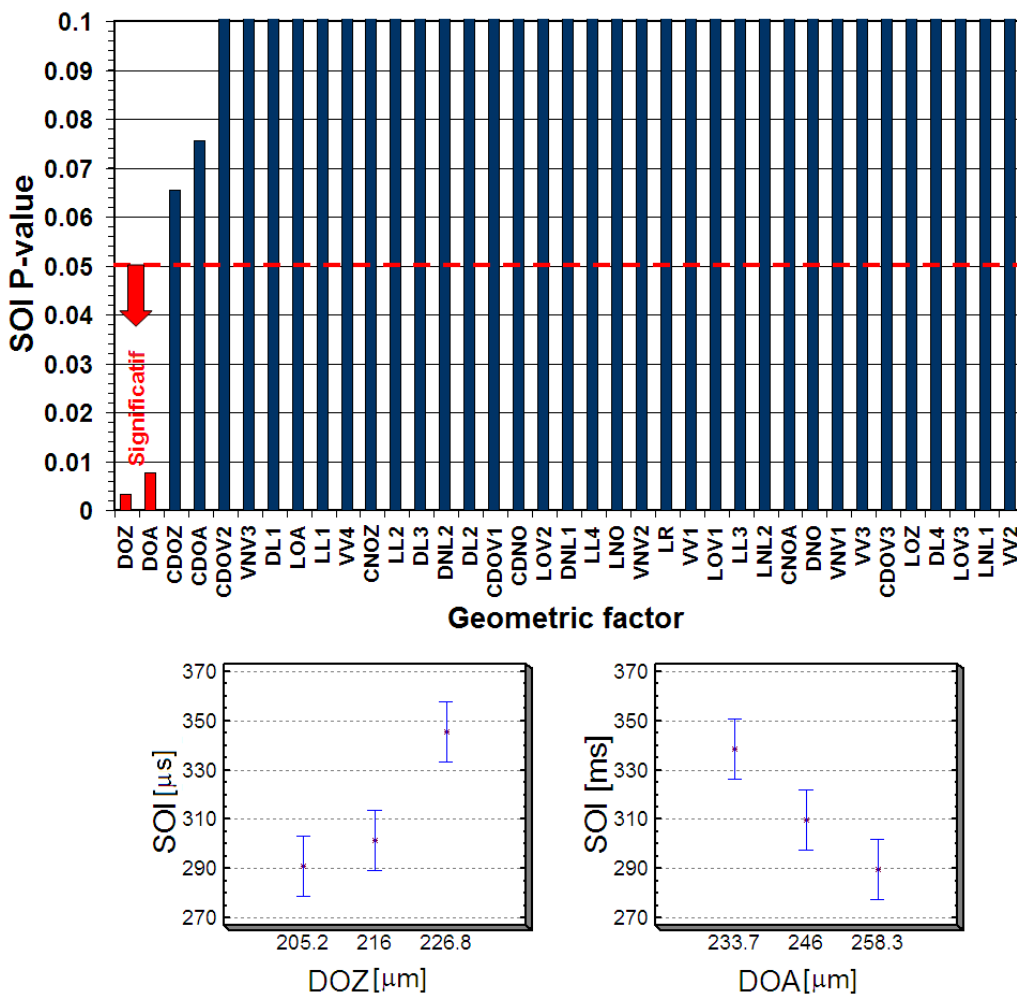 SOI P-value
0.1
0.09
0.08
0.07
0.06
0.05
0.04
0.03
0.02
0.01
0
Significatif
DOZ
DOA
CDOZ
CDOA
CDOV2
VNV3
DL1
LOA
LL1
VV4
CNOZ
LL2
DL3
DNL2
DL2
CDOV1
CDNO
LOV2
DNL1
LL4
LNO
VNV2
LR
VV1
LOV1
LL3
LNL2
CNOA
DNO
VNV1
VV3
CDOV3
LOZ
DL4
LOV3
LNL1
VV2
Geometric factor
SOI [μs]
370
350
330
310
290
270
205.2 216 226.8
DOZ [μm]
SOI [ms]
370
350
330
310
290
270
233.7 246 258.3
DOA [μm]